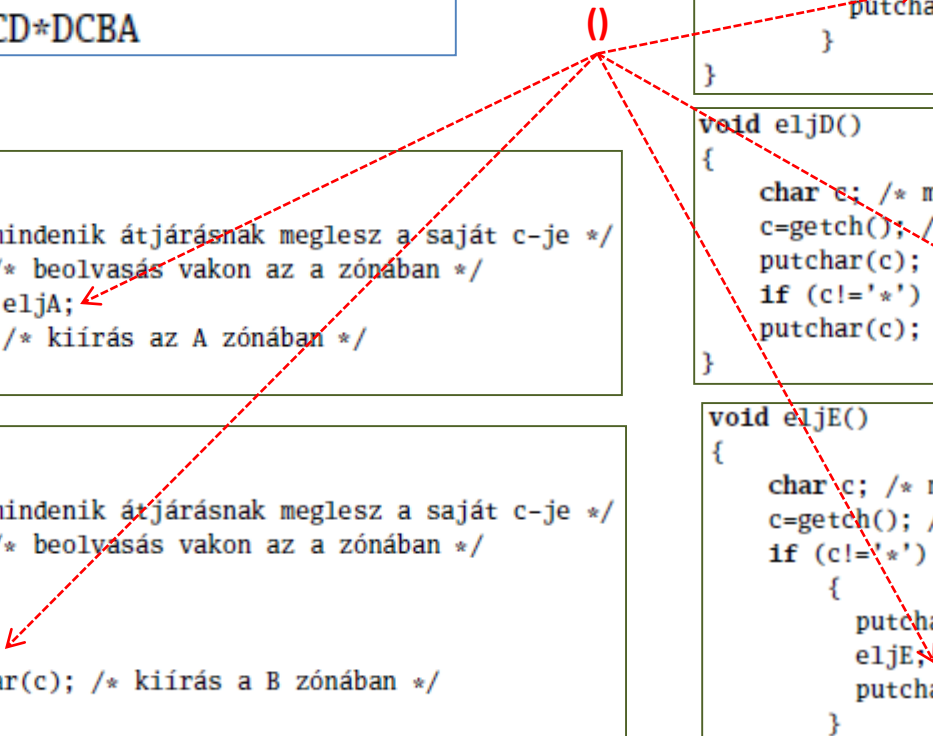 CD*DCBA
()
mindenik átjárásnak meglesz a saját c-je */
/* beolvasás vakon az a zónában */
eljA;
/* kiírás az A zónában */
mindenik átjárásnak meglesz a saját c-je */
/* beolvasás vakon az a zónában */
ar(c); /* kiírás a B zónában */
putcha
}
}
void eljD()
{
char c; /* m
c=getch(); /
putchar(c);
if (c!='*')
putchar(c);
}
void eljE()
{
char c; /* m
c=getch(); /
if (c!='*')
{
putcha
eljE;
putcha
}